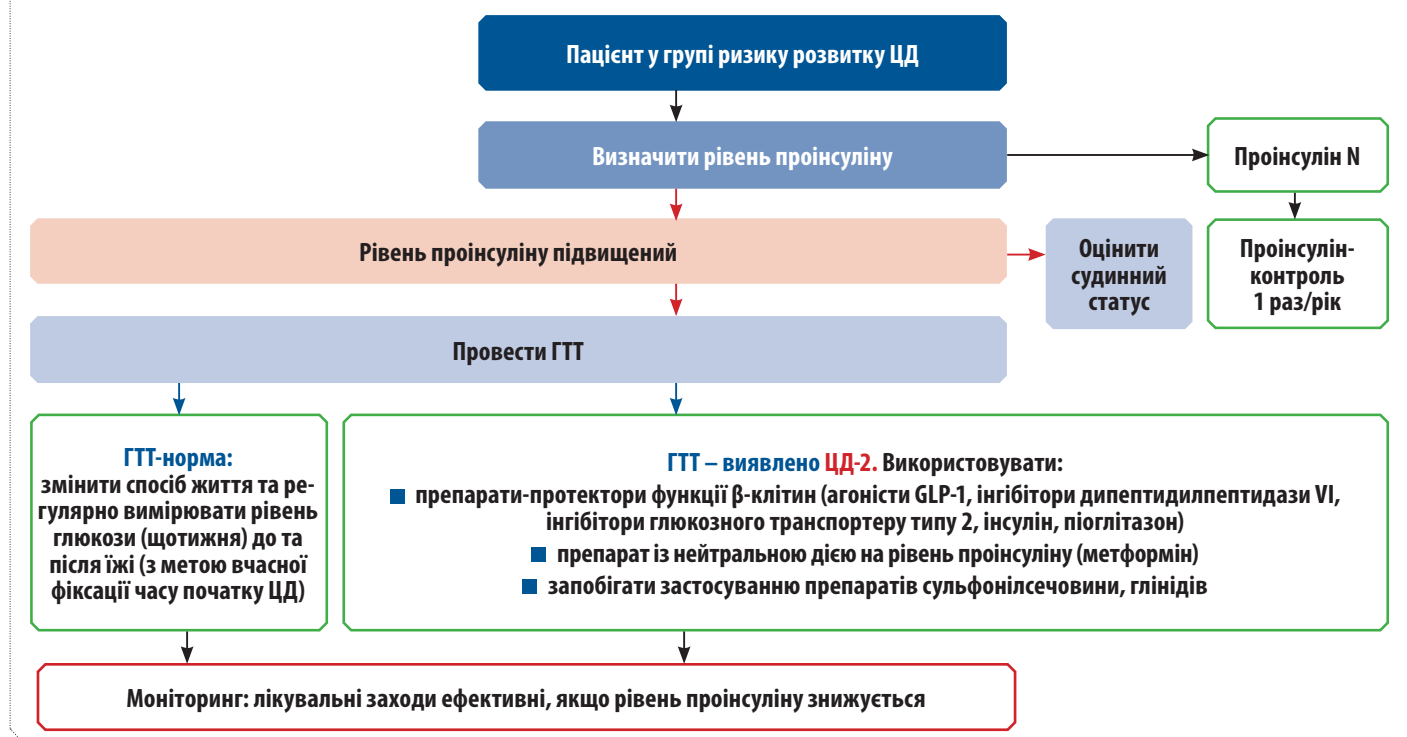 Пацієнт у групі ризику розвитку ЦД
Визначити рівень проінсуліну
Проінсулін N
Рівень проінсуліну підвищений
Оцінити
судинний
статус
Проінсулін-
контроль
1 раз/рік
Провести ГТТ
ГТТ-норма:
змінити спосіб життя та ре-
гулярно вимірювати рівень
глюкози (щотижня) до та
після їжі (з метою вчасної
фіксації часу початку ЦД)
ГТТ – виявлено ЦД-2. Використовувати:
препарати-протектори функції β-клітин (агоністи GLP-1, інгібітори дипептидилпептидази VI,
інгібітори глюкозного транспортеру типу 2, інсулін, піоглітазон)
препарат із нейтральною дією на рівень проінсуліну (метформін)
запобігати застосуванню препаратів сульфонілсечовини, глінідів
Моніторинг: лікувальні заходи ефективні, якщо рівень проінсуліну знижується